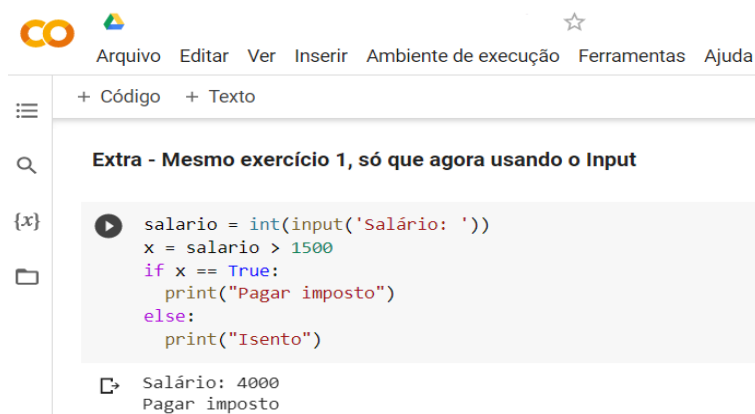 CO
Arquivo Editar Ver Inserir Ambiente de execução Ferramentas Ajuda
+ Código + Texto
Extra - Mesmo exercício 1, só que agora usando o Input
{x}
salario = int(input('Salário: '))
x = salario > 1500
if x == True:
  print("Pagar imposto")
else:
  print("Isento")
Salário: 4000
Pagar imposto